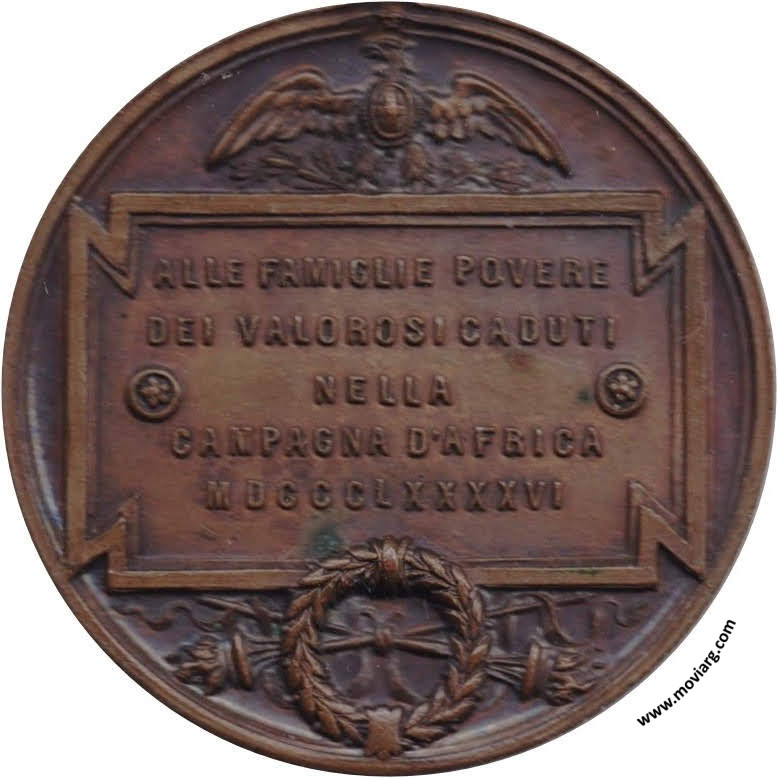 ALLE FAMIGLIE POVERE
DEI VALOROSI CADUTI
NELLA
CAMPAGNA D'AFRICA
MDCCCLXXXXVI
www.moviarg.com